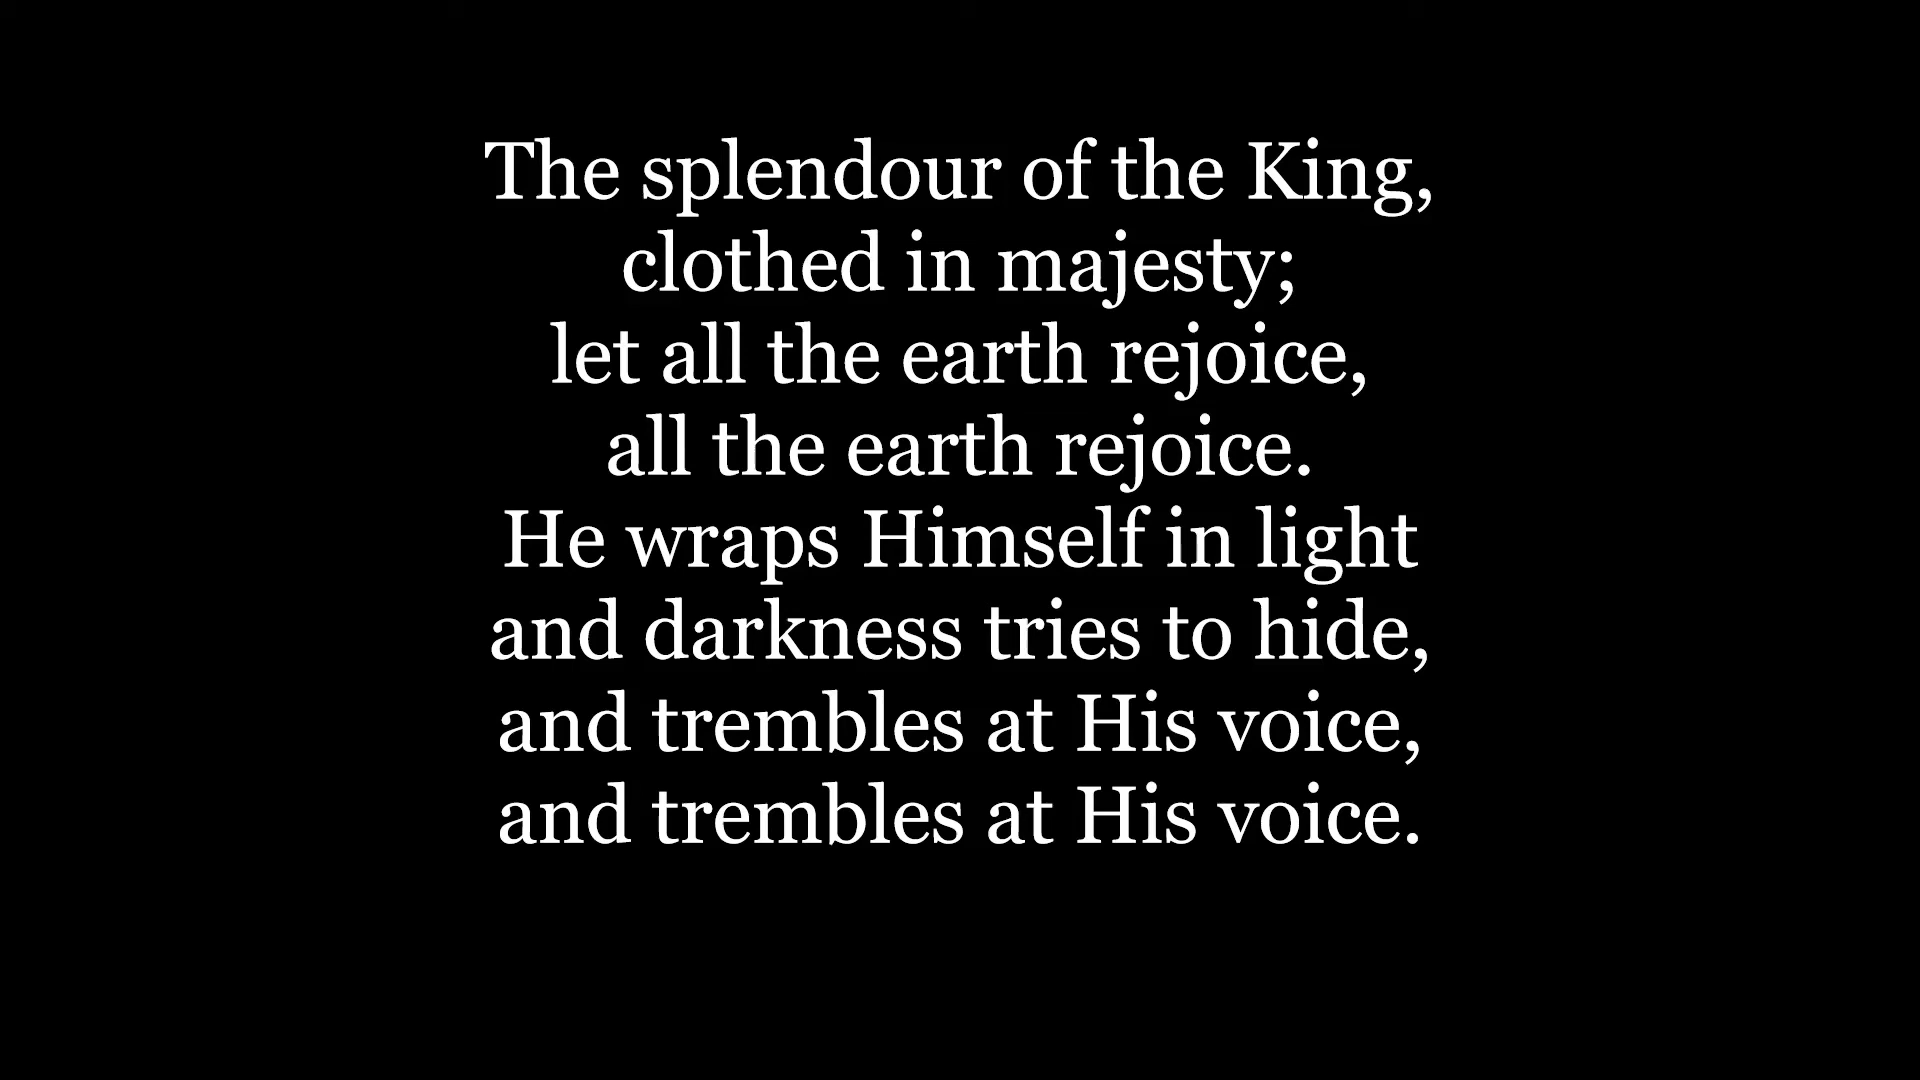 The splendour of the King,
clothed in majesty;
let all the earth rejoice,
all the earth rejoice.
He wraps Himself in light
and darkness tries to hide,
and trembles at His voice,
and trembles at His voice.